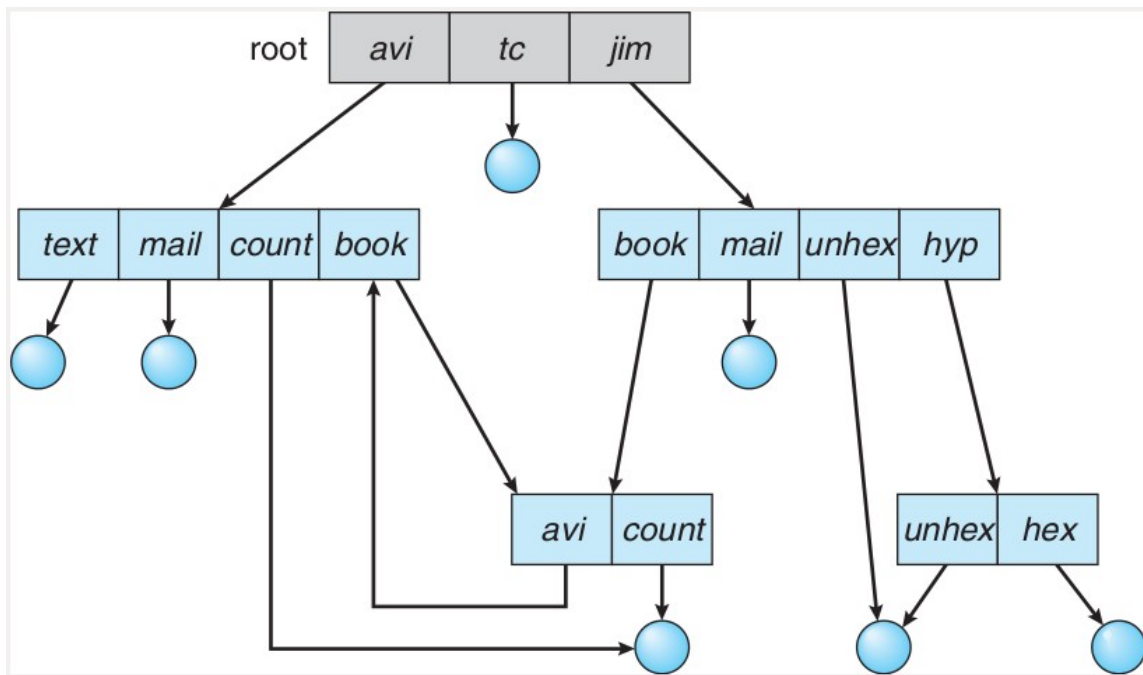 root avi tc jim
text mail count book book mail unhex hyp
avi count unhex hex